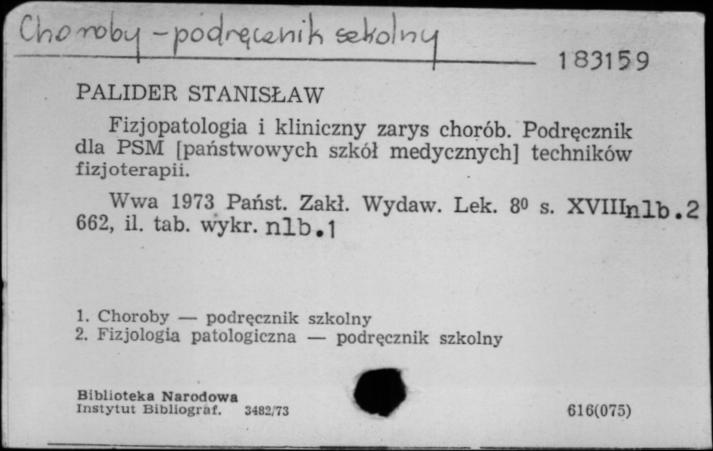 Choroby – podręcznik szkolny
183159
PALIDER STANISŁAW
Fizjopatologia i kliniczny zarys chorób. Podręcznik
dla PSM [państwowych szkół medycznych] techników
fizjoterapii.
Wwa 1973 Państ. Zakł. Wydaw. Lek. 8º s. XVIIInlb.2
662, il. tab. wykr. nlb.1
1. Choroby — podręcznik szkolny
2. Fizjologia patologiczna — podręcznik szkolny
Biblioteka Narodowa
Instytut Bibliograf. 3482/73
616(075)